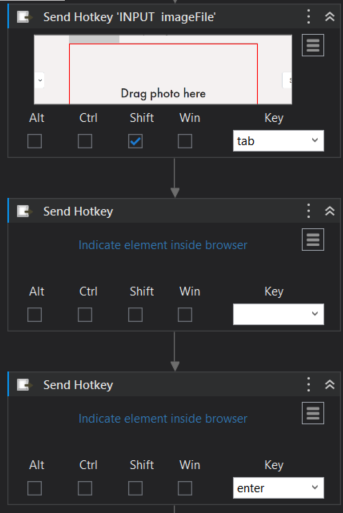 Send Hotkey 'INPUT imageFile'
Drag photo here
Alt Ctrl Shift Win Key
tab
Send Hotkey
Indicate element inside browser
Alt Ctrl Shift Win Key
Send Hotkey
Indicate element inside browser
Alt Ctrl Shift Win Key
enter